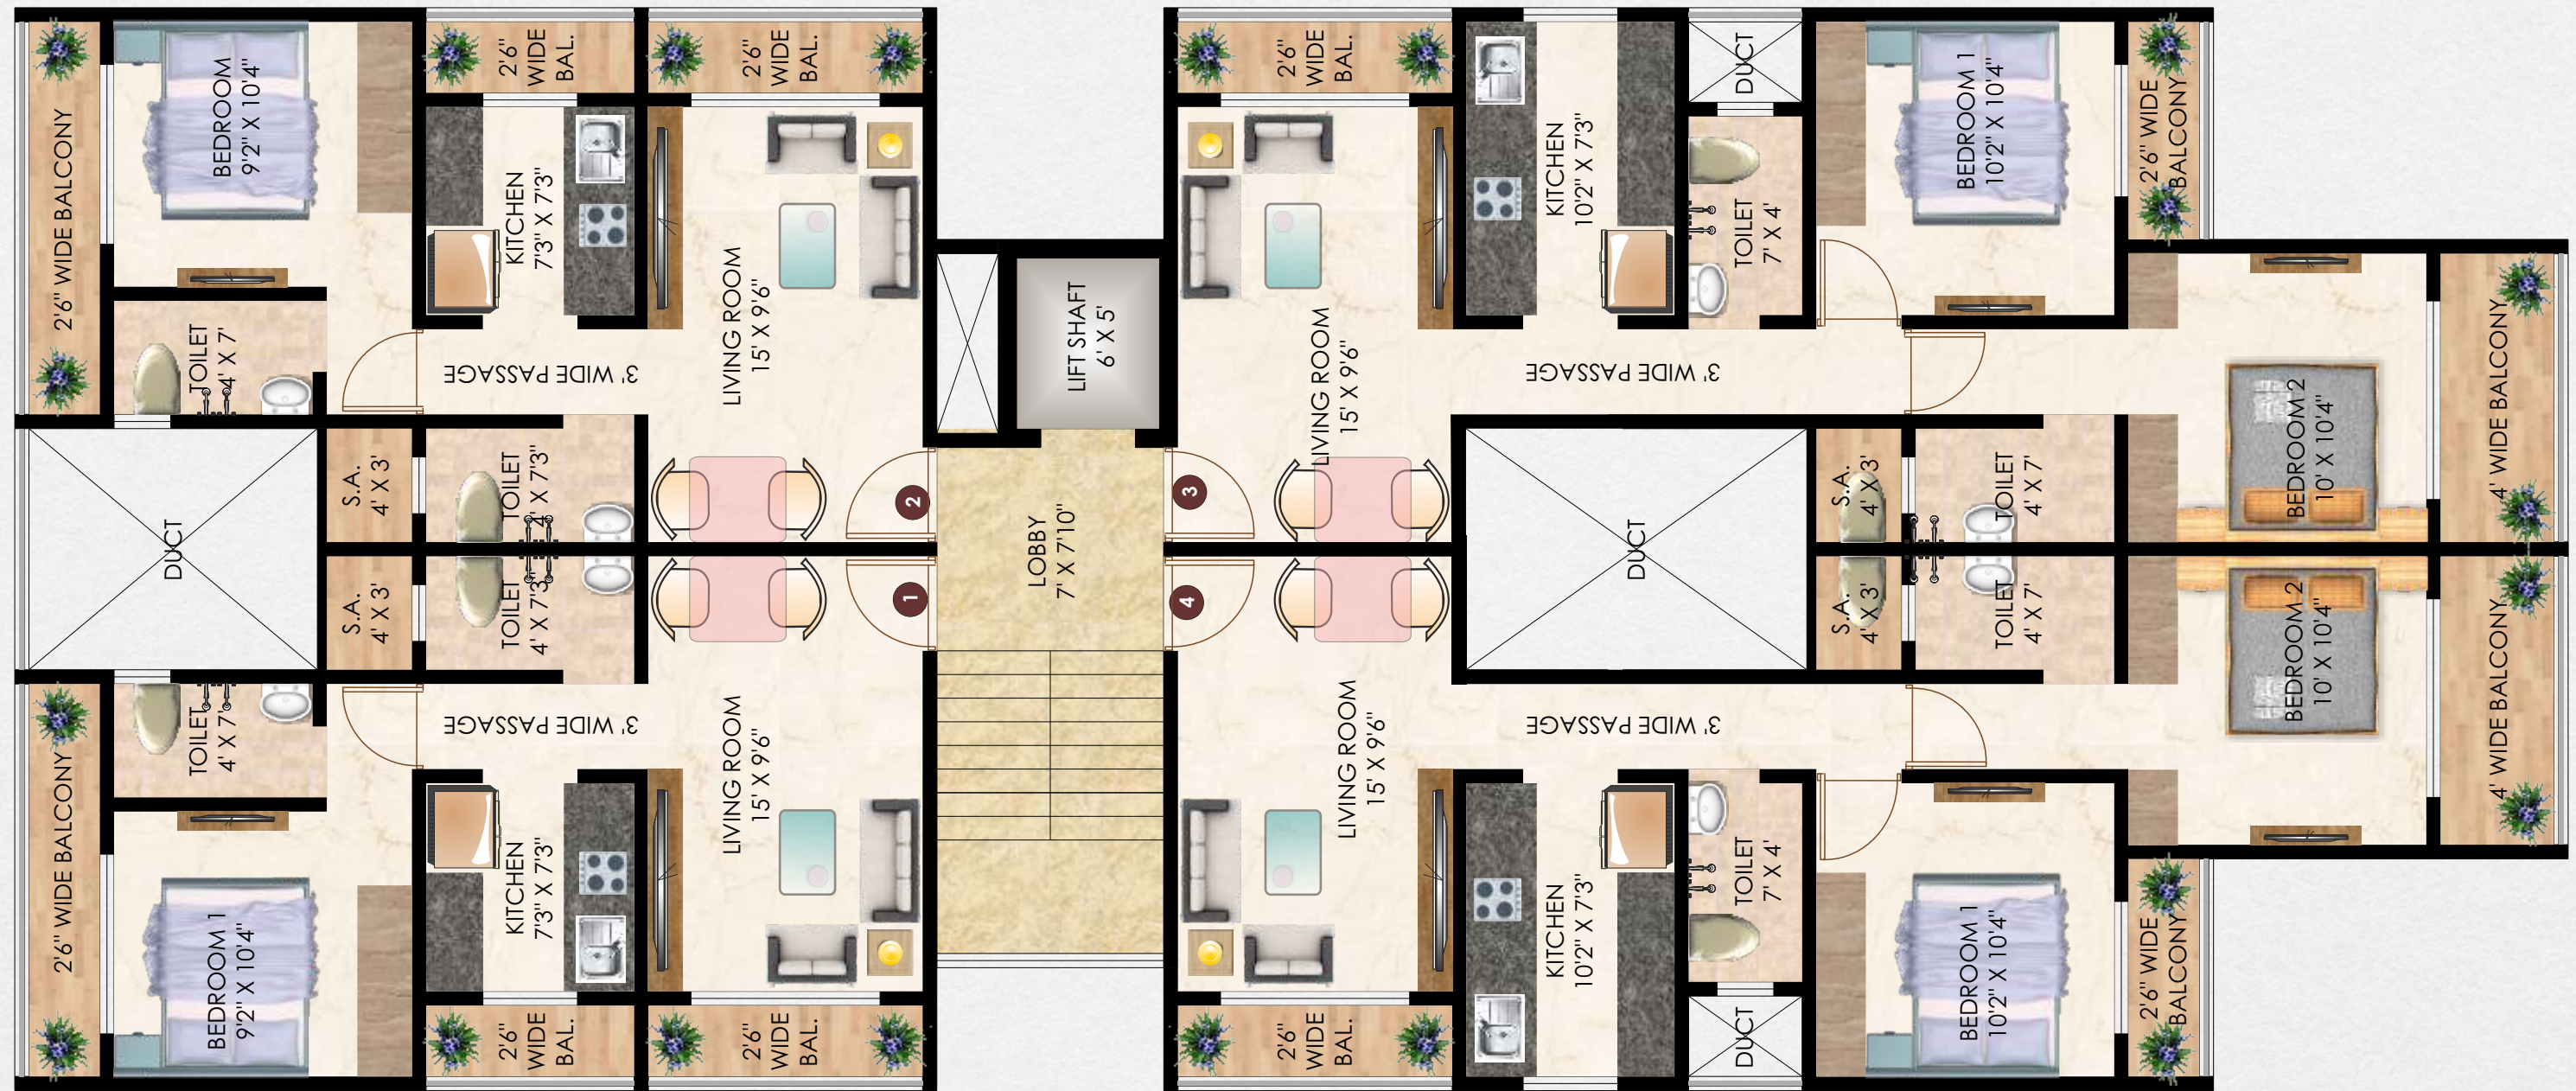 2'6" WIDE BALCONY
BEDROOM
9'2" X 10'4"
2'6"
WIDE
BAL.
2'6"
WIDE
BAL.
KITCHEN
7'3" X 7'3"
LIVING ROOM
15' X 9'6"
TOILET
4' X 7'
3' WIDE PASSAGE
DUCT
S.A.
4' X 3'
TOILET
4' X 7'3"
2
S.A.
4' X 3'
TOILET
4' X 7'3"
1
TOILET
4' X 7'
3' WIDE PASSAGE
LIVING ROOM
15' X 9'6"
2'6" WIDE BALCONY
BEDROOM 1
9'2" X 10'4"
KITCHEN
7'3" X 7'3"
2'6"
WIDE
BAL.
2'6"
WIDE
BAL.
LIFT SHAFT
6' X 5'
LOBBY
7' X 7'10"
2'6"
WIDE
BAL.
KITCHEN
10'2" X 7'3"
DUCT
TOILET
7' X 4'
BEDROOM 1
10'2" X 10'4"
2'6" WIDE
BALCONY
LIVING ROOM
15' X 9'6"
3' WIDE PASSAGE
3
BEDROOM 2
10' X 10'4"
4' WIDE BALCONY
DUCT
S.A.
4' X 3'
TOILET
4' X 7'
4
S.A.
4' X 3'
TOILET
4' X 7'
BEDROOM 2
10' X 10'4"
4' WIDE BALCONY
LIVING ROOM
15' X 9'6"
3' WIDE PASSAGE
KITCHEN
10'2" X 7'3"
TOILET
7' X 4'
DUCT
BEDROOM 1
10'2" X 10'4"
2'6" WIDE
BALCONY
2'6"
WIDE
BAL.